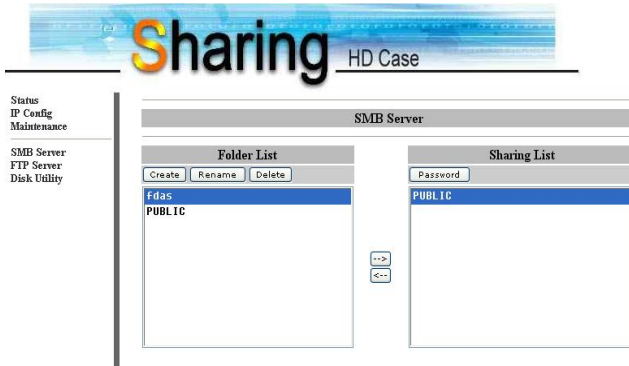 Sharing HD Case
Status
IP Config
Maintenance
SMB Server
FTP Server
Disk Utility
SMB Server
Folder List
Create Rename Delete
fdas
PUBLIC
-->
<--
Sharing List
Password
PUBLIC